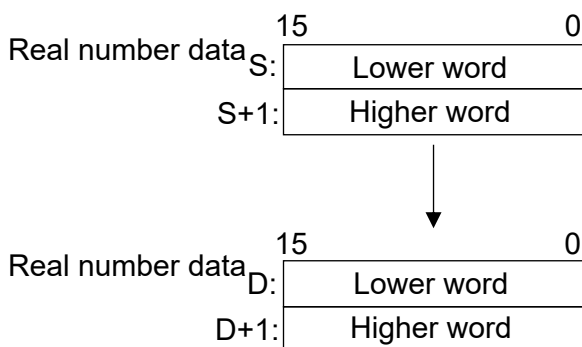 15 0
Real number data
S: Lower word
S+1: Higher word
15 0
Real number data
D: Lower word
D+1: Higher word